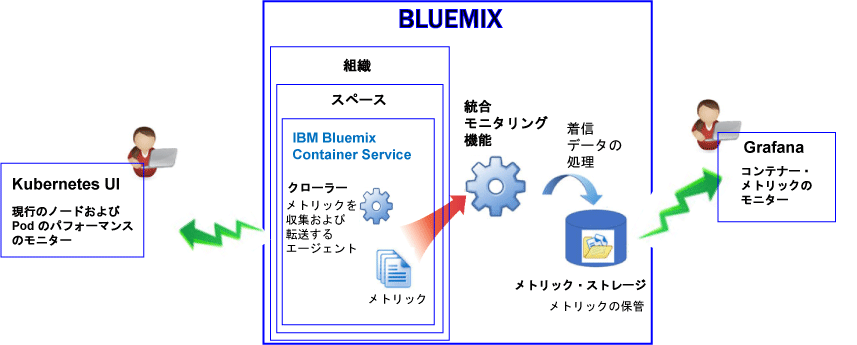 BLUEMIX
組織
スペース
IBM Bluemix
Container Service
クローラー
メトリックを
収集および
転送する
エージェント
メトリック
統合
モニタリング
機能
着信
データの
処理
メトリック・ストレージ
メトリックの保管
Kubernetes UI
現行のノードおよび
Pod のパフォーマンス
のモニター
Grafana
コンテナー・
メトリックの
モニター